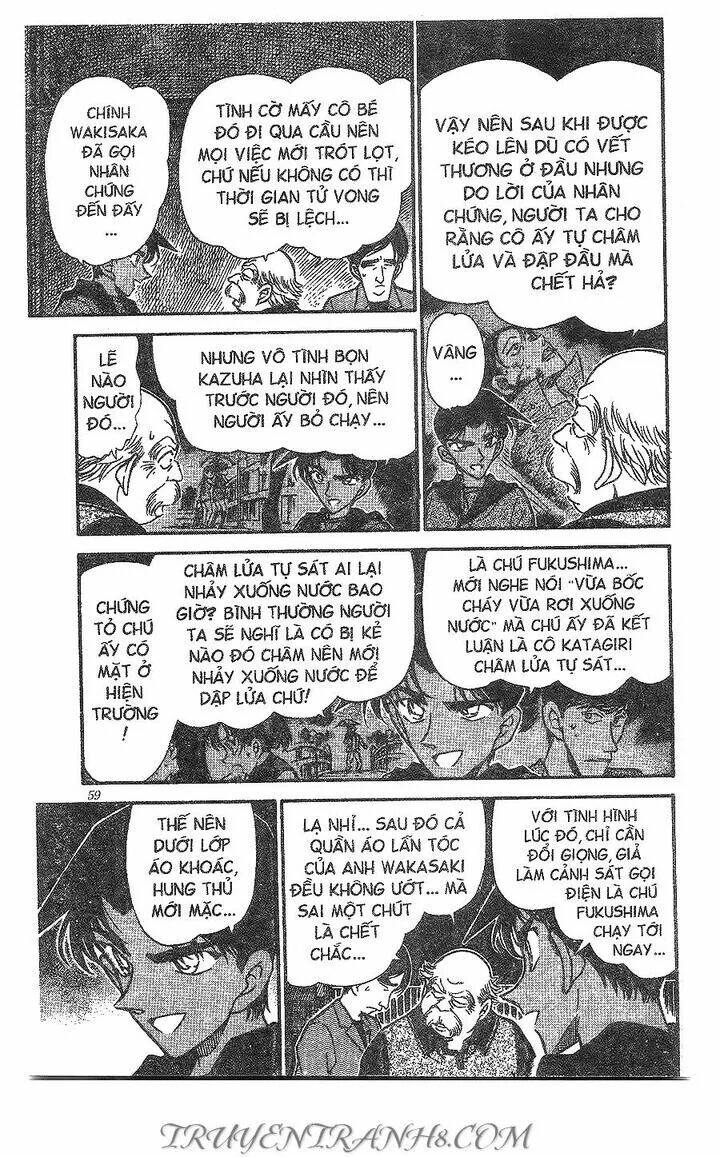 VẬY NÊN SAU KHI ĐƯỢC
KÉO LÊN DÙ CÓ VẾT
THƯƠNG Ở ĐẦU NHƯNG
DO LỜI CỦA NHÂN
CHỨNG, NGƯỜI TA CHO
RẰNG CÔ ẤY TỰ CHÂM
LỬA VÀ ĐẬP ĐẦU MÀ
CHẾT HẢ?
VÂNG
...
TÌNH CỜ MẤY CÔ BÉ
ĐÓ ĐI QUA CẦU NÊN
MỌI VIỆC MỚI TRÓT LỌT,
CHỨ NẾU KHÔNG CÓ THÌ
THỜI GIAN TỬ VONG
SẼ BỊ LỆCH...
CHÍNH
WAKISAKA
ĐÃ GỌI
NHÂN
CHỨNG
ĐẾN ĐẤY
...
NHƯNG VÔ TÌNH BỌN
KAZUHA LẠI NHÌN THẤY
TRƯỚC NGƯỜI ĐÓ, NÊN
NGƯỜI ẤY BỎ CHẠY...
LẼ
NÀO
NGƯỜI
ĐÓ...
LÀ CHÚ FUKUSHIMA...
MỚI NGHE NÓI "VỪA BỐC
CHÁY VỪA RƠI XUỐNG
NƯỚC" MÀ CHÚ ẤY ĐÃ KẾT
LUẬN LÀ CÔ KATAGIRI
CHÂM LỬA TỰ SÁT...
CHÂM LỬA TỰ SÁT AI LẠI
NHẢY XUỐNG NƯỚC BAO
GIỜ? BÌNH THƯỜNG NGƯỜI
TA SẼ NGHĨ LÀ CÓ BỊ KẺ
NÀO ĐÓ CHÂM NÊN MỚI
NHẢY XUỐNG NƯỚC ĐỂ
DẬP LỬA CHỨ!
CHỨNG
TỎ CHÚ
ẤY CÓ
MẶT Ở
HIỆN
TRƯỜNG
!
59
VỚI TÌNH HÌNH
LÚC ĐÓ, CHỈ CẦN
ĐỔI GIỌNG, GIẢ
LÀM CẢNH SÁT GỌI
ĐIỆN LÀ CHÚ
FUKUSHIMA
CHẠY TỚI
NGAY...
LẠ NHỈ... SAU ĐÓ CẢ
QUẦN ÁO LẪN TÓC
CỦA ANH WAKASAKI
ĐỀU KHÔNG ƯỚT... MÀ
SAI MỘT CHÚT
LÀ CHẾT
CHẮC...
THẾ NÊN
DƯỚI LỚP
ÁO KHOÁC,
HUNG THỦ
MỚI MẶC...
TRUYENTRANH8.COM